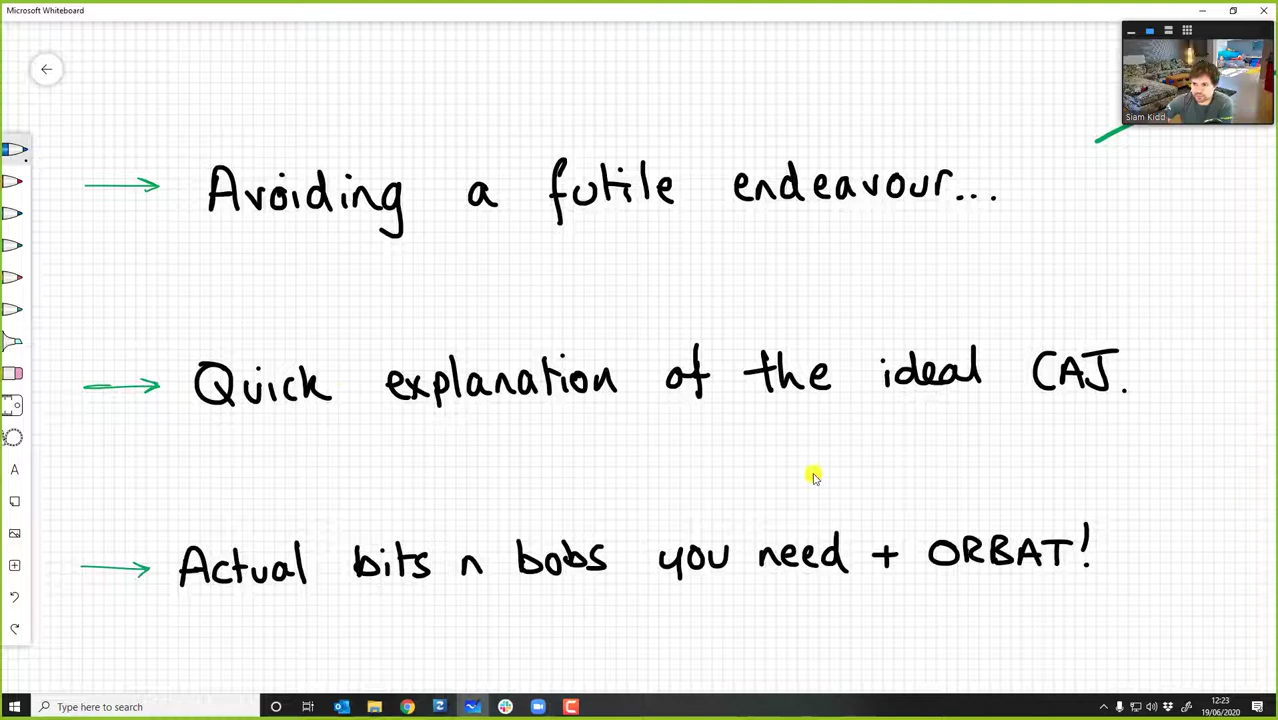 Microsoft Whiteboard
Siam Kidd
Avoiding a futile endeavour...
Quick explanation of the ideal CAJ.
Actual bits n bobs you need + ORBAT!
A
Type here to search
12:23
19/06/2020